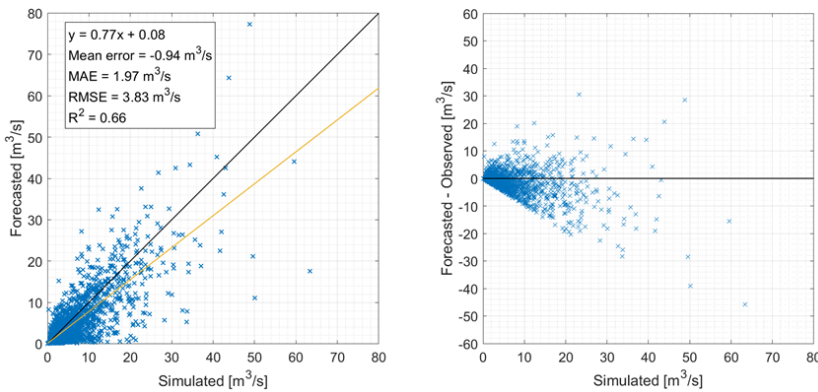 80
70
60
50
40
30
20
10
0
y = 0.77x + 0.08
Mean error = -0.94 m³/s
MAE = 1.97 m³/s
RMSE = 3.83 m³/s
R² = 0.66
Forecasted [m³/s]
0 10 20 30 40 50 60 70 80
Simulated [m³/s]
60
50
40
30
20
10
0
-10
-20
-30
-40
-50
-60
Forecasted - Observed [m³/s]
0 10 20 30 40 50 60 70 80
Simulated [m³/s]